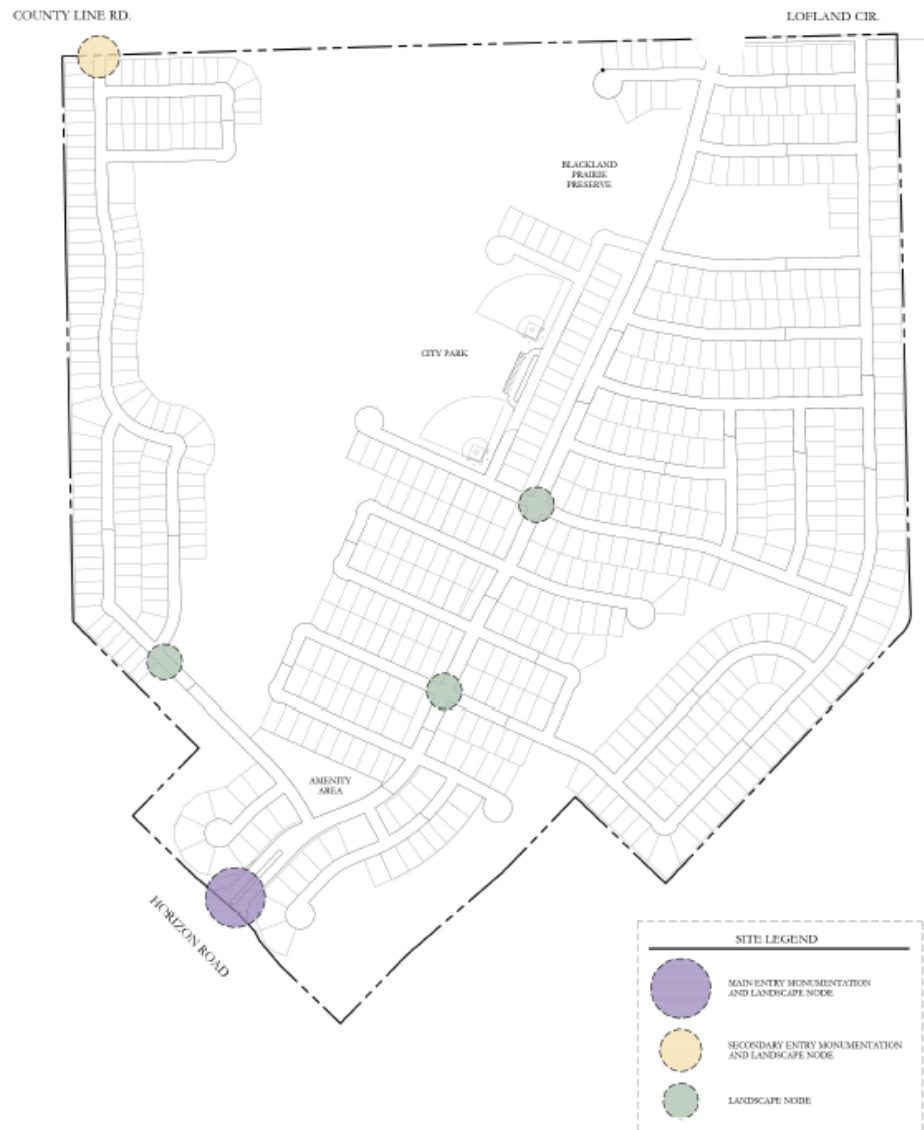 COUNTY LINE RD.
LOFLAND CIR.
BLACKLAND
PRAIRIE
PRESERVE
CITY PARK
AMENITY
AREA
HORIZON ROAD
SITE LEGEND
MAIN ENTRY MONUMENTATION
AND LANDSCAPE NODE
SECONDARY ENTRY MONUMENTATION
AND LANDSCAPE NODE
LANDSCAPE NODE